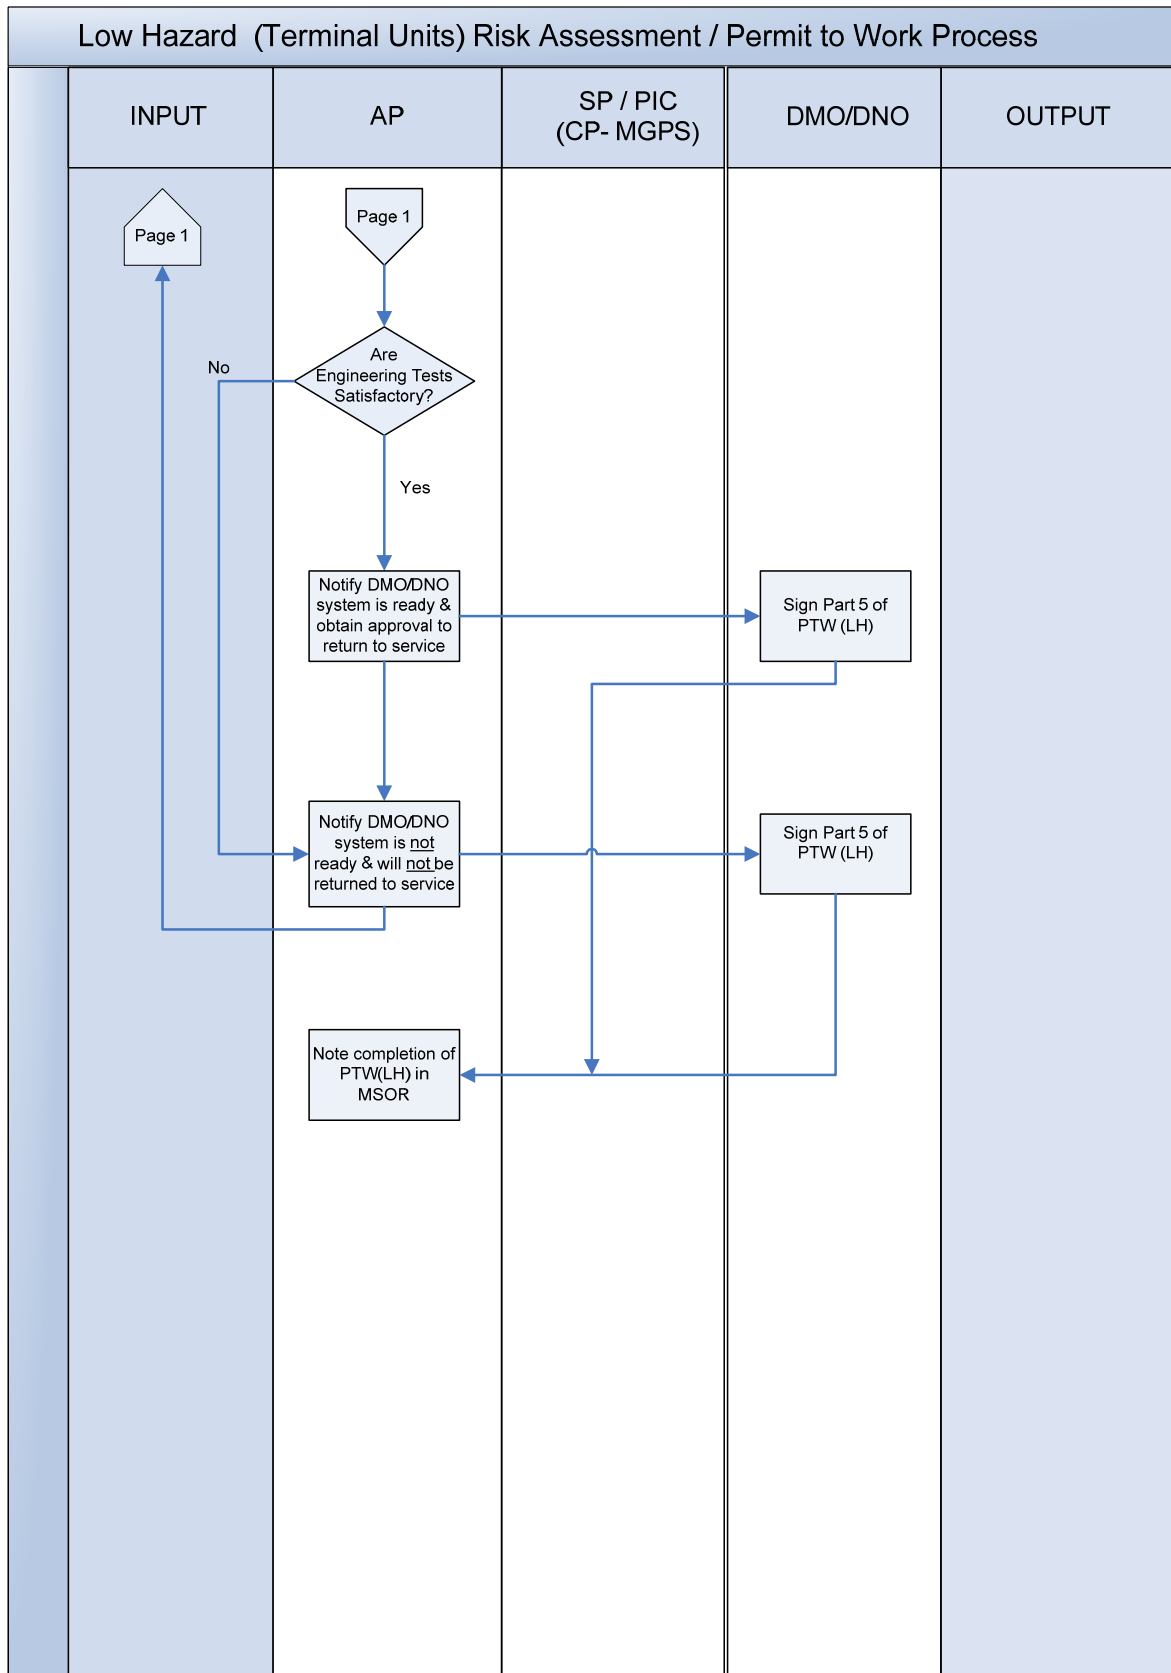 Low Hazard (Terminal Units) Risk Assessment / Permit to Work Process
INPUT
AP
SP / PIC
(CP- MGPS)
DMO/DNO
OUTPUT
Page 1
Page 1
Are
Engineering Tests
Satisfactory?
No
Yes
Notify DMO/DNO
system is ready &
obtain approval to
return to service
Sign Part 5 of
PTW (LH)
Notify DMO/DNO
system is not
ready & will not be
returned to service
Sign Part 5 of
PTW (LH)
Note completion of
PTW(LH) in
MSOR